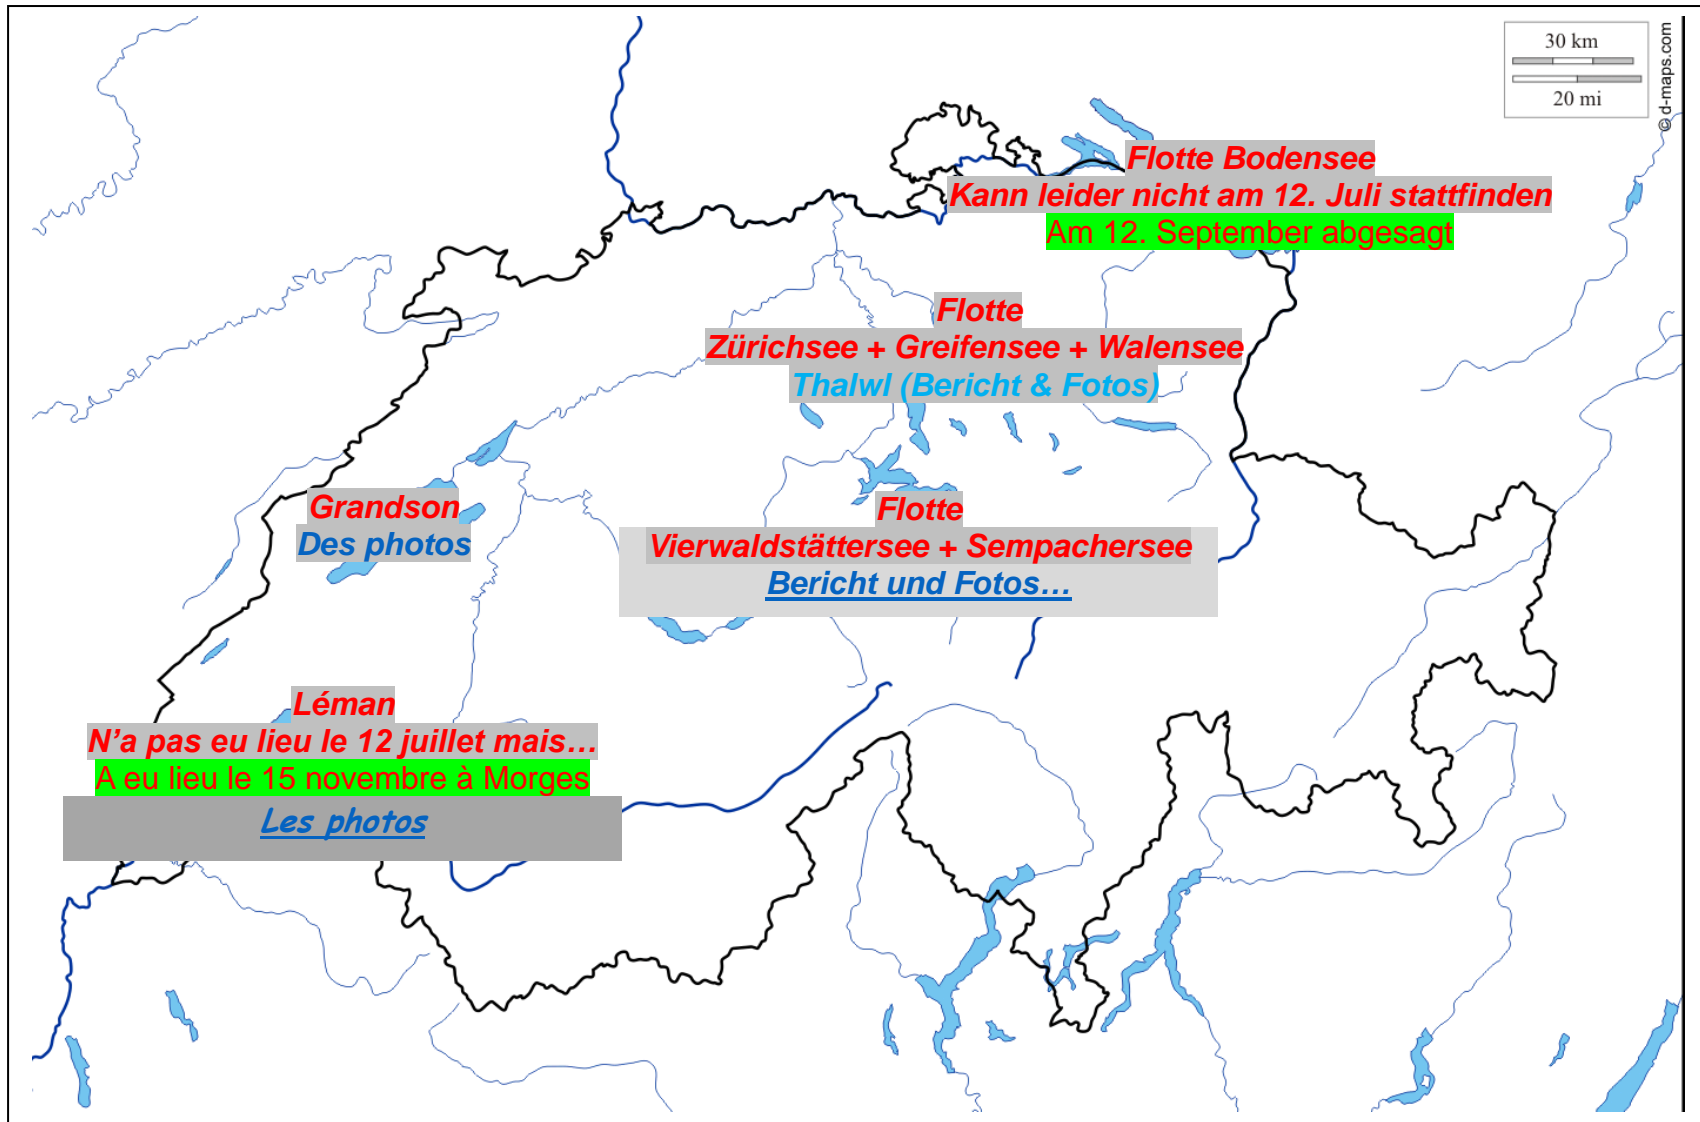 30 km
20 mi
© d-maps.com
Flotte Bodensee
Kann leider nicht am 12. Juli stattfinden
Am 12. September abgesagt
Flotte
Zürichsee + Greifensee + Walensee
Thalwl (Bericht & Fotos)
Grandson
Des photos
Flotte
Vierwaldstättersee + Sempachersee
Bericht und Fotos…
Léman
N’a pas eu lieu le 12 juillet mais…
A eu lieu le 15 novembre à Morges
Les photos